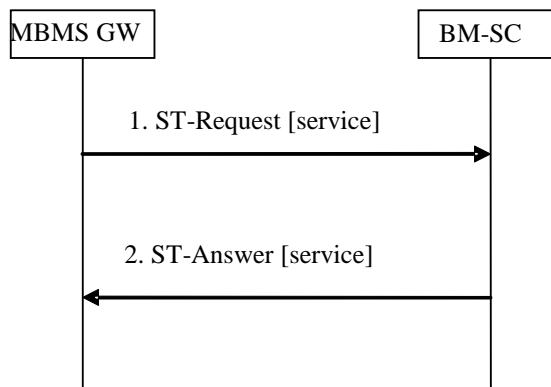 MBMS GW
BM-SC
1. ST-Request [service]
2. ST-Answer [service]